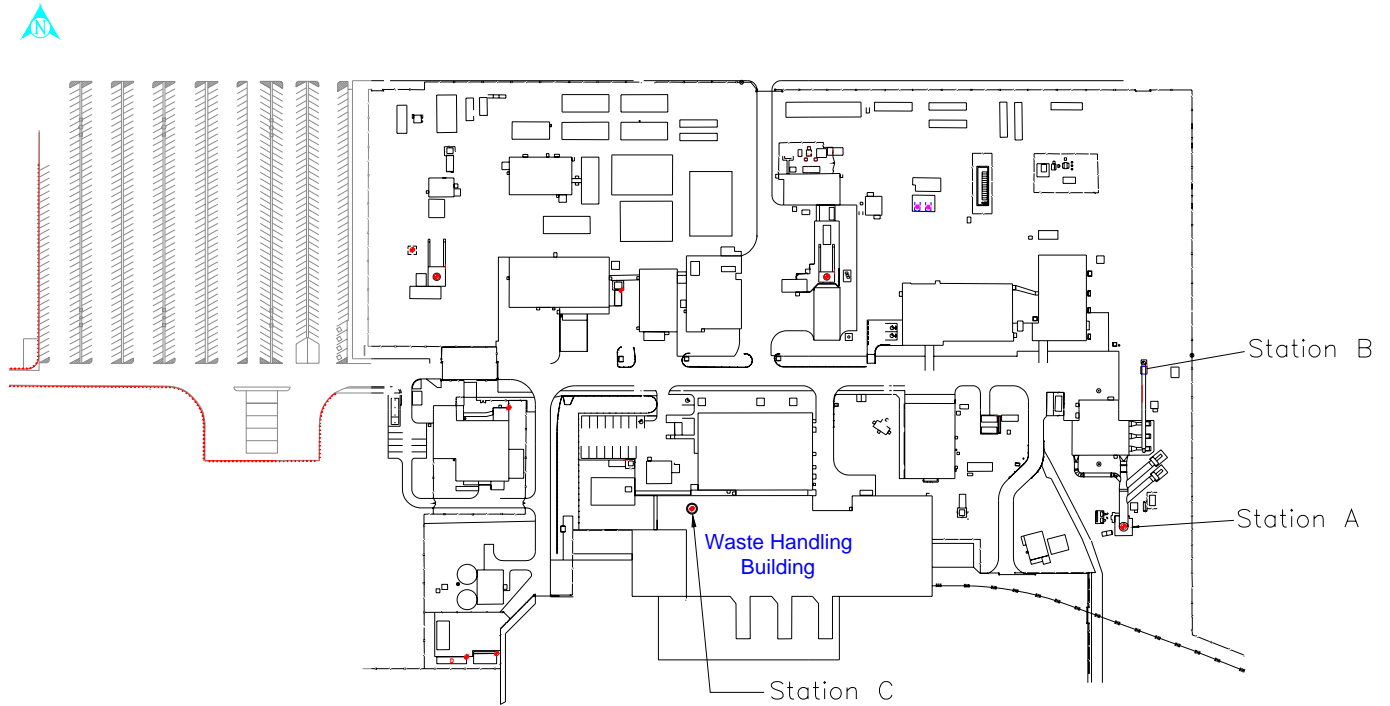 N
Station B
Station A
Waste Handling
Building
Station C